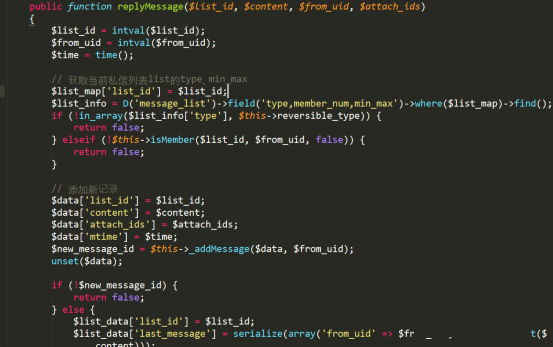 public function replyMessage($list_id, $content, $from_uid, $attach_ids)
{
$list_id = intval($list_id);
$from_uid = intval($from_uid);
$time = time();
// 获取当前私信列表list的type、min_max
$list_map['list_id'] = $list_id;
$list_info = D('message_list')->field('type,member_num,min_max')->where($list_map)->find();
if (!in_array($list_info['type'], $this->reversible_type)) {
return false;
} elseif (!$this->isMember($list_id, $from_uid, false)) {
return false;
}
// 添加新记录
$data['list_id'] = $list_id;
$data['content'] = $content;
$data['attach_ids'] = $attach_ids;
$data['mtime'] = $time;
$new_message_id = $this->_addMessage($data, $from_uid);
unset($data);
if (!$new_message_id) {
return false;
} else {
$list_data['list_id'] = $list_id;
$list_data['last_message'] = serialize(array('from_uid' => $fr t($
content)));